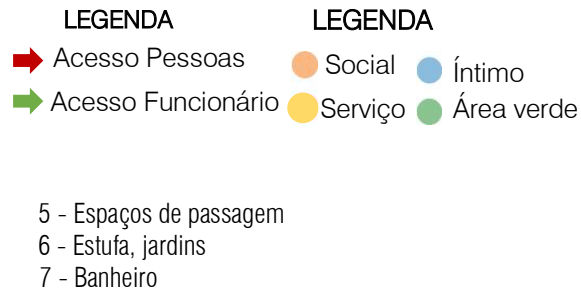 LEGENDA
Acesso Pessoas
Acesso Funcionário
LEGENDA
Social
Íntimo
Serviço
Área verde
5 - Espaços de passagem
6 - Estufa, jardins
7 - Banheiro